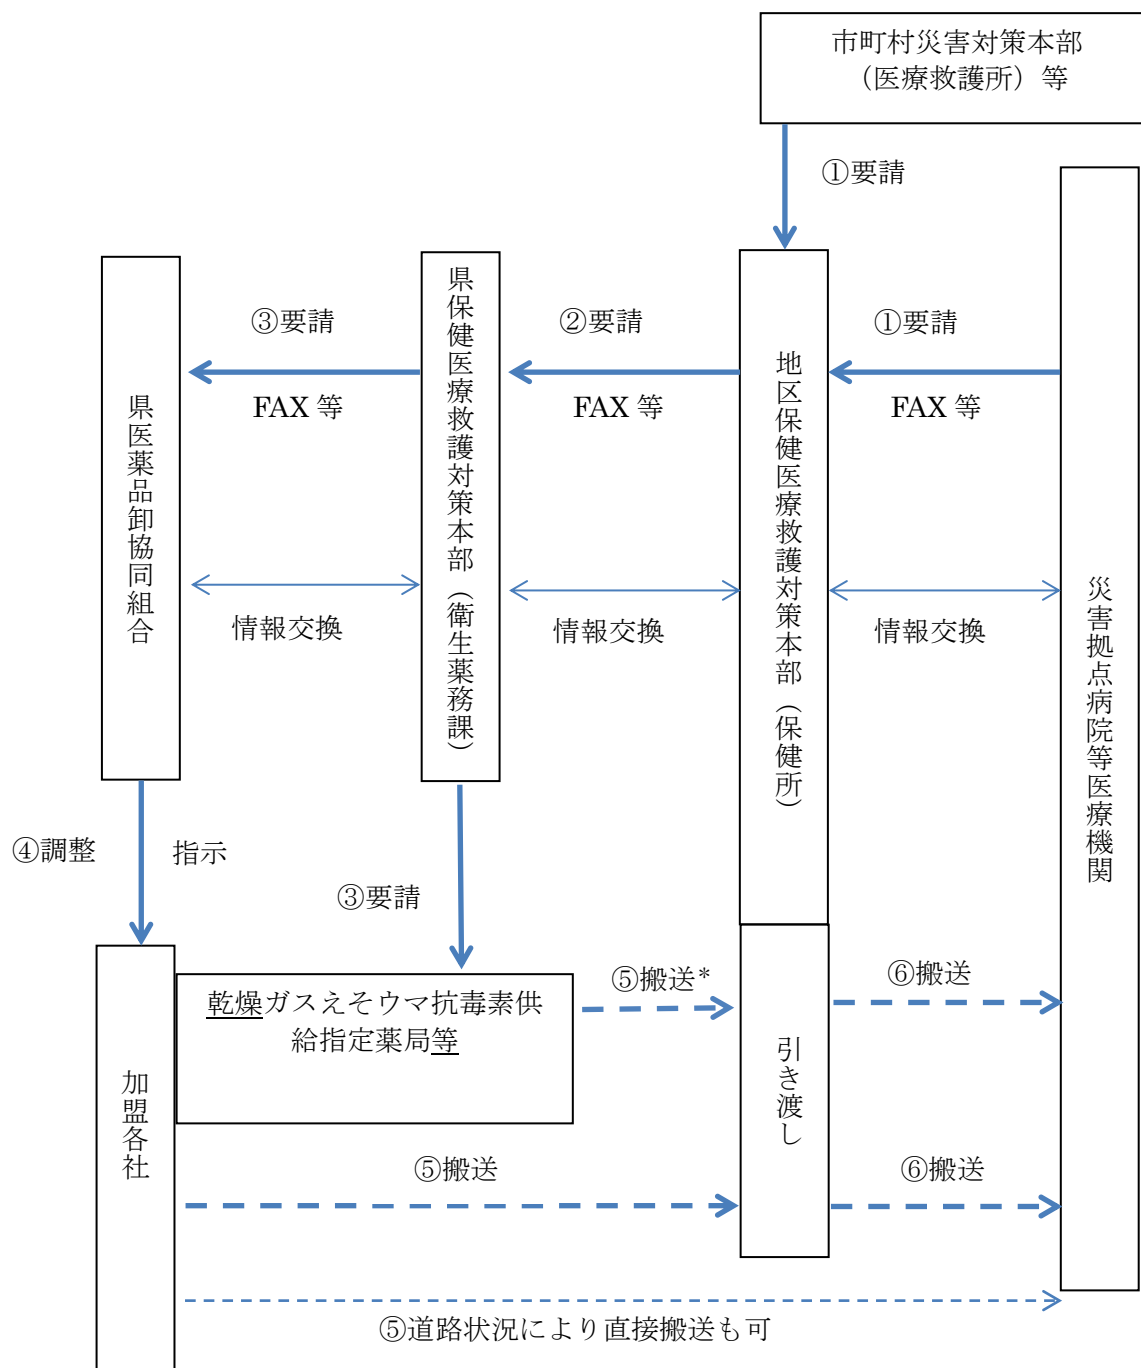 市町村災害対策本部
（医療救護所）等
①要請
③要請
②要請
①要請
FAX 等
FAX 等
FAX 等
県医薬品卸協同組合
県保健医療救護対策本部（衛生薬務課）
地区保健医療救護対策本部（保健所）
災害拠点病院等医療機関
情報交換
情報交換
情報交換
④調整
指示
③要請
乾燥ガスえそウマ抗毒素供
給指定薬局等
⑤搬送*
⑥搬送
加盟各社
引き渡し
⑤搬送
⑥搬送
⑤道路状況により直接搬送も可